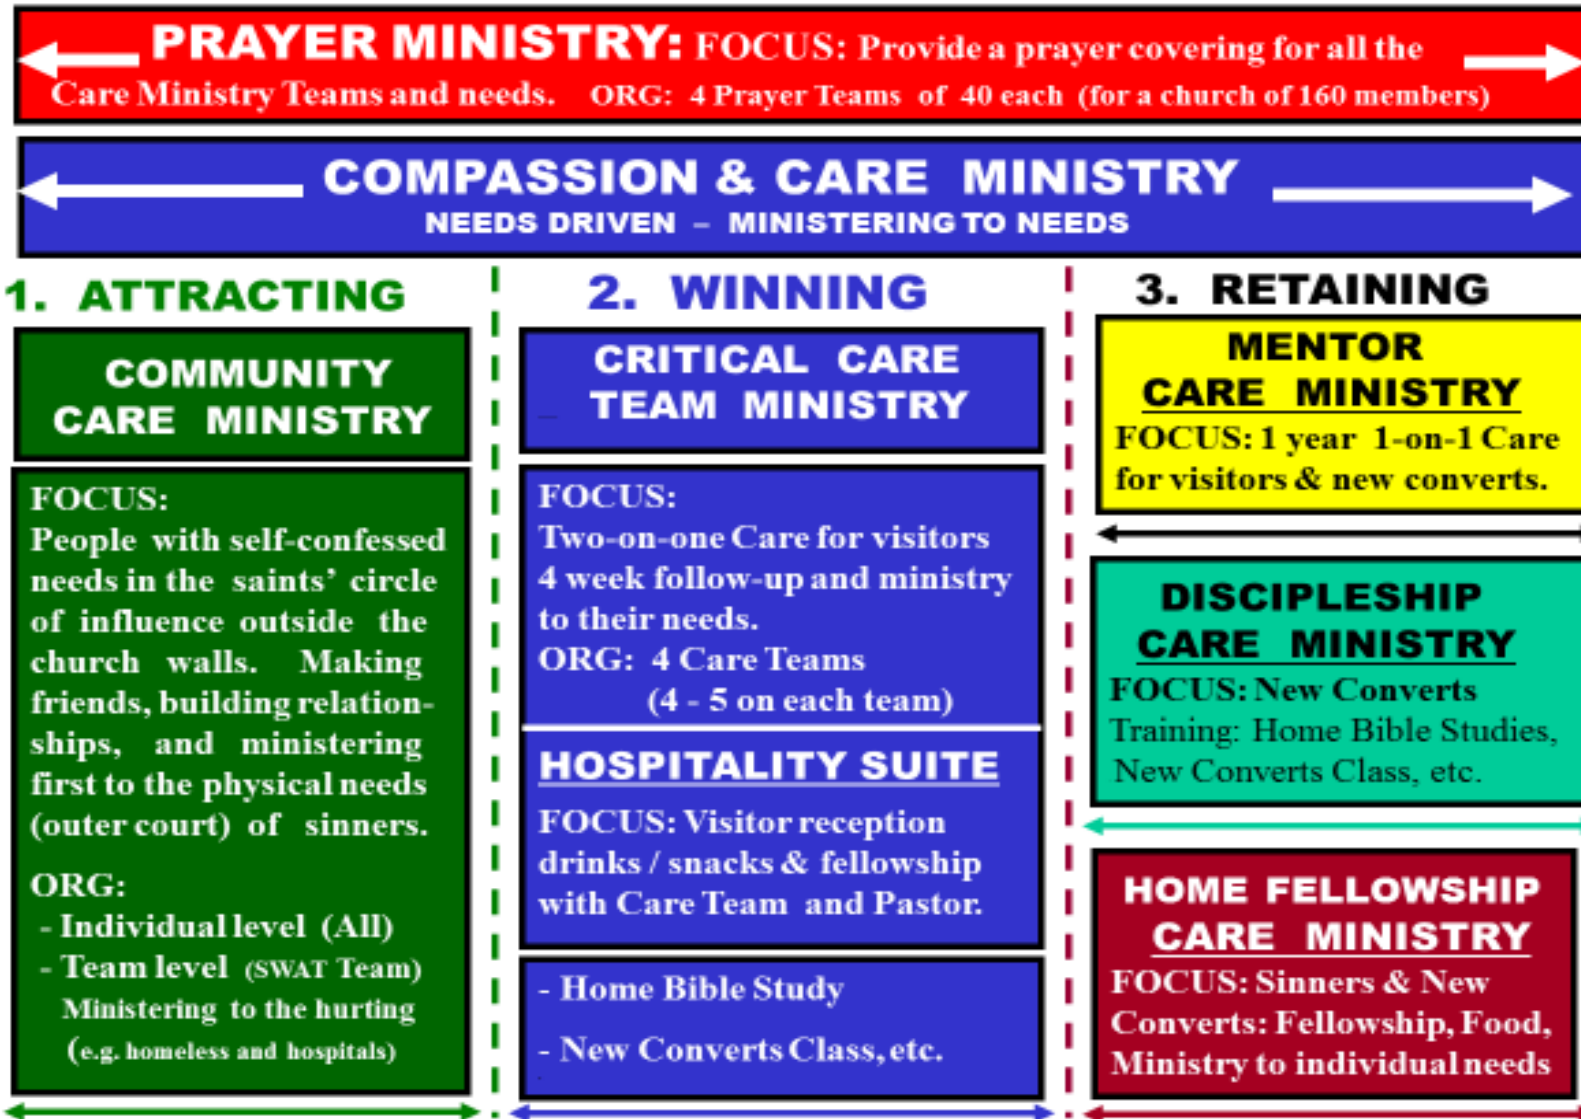 PRAYER MINISTRY: FOCUS: Provide a prayer covering for all the
Care Ministry Teams and needs. ORG: 4 Prayer Teams of 40 each (for a church of 160 members)
COMPASSION & CARE MINISTRY
NEEDS DRIVEN – MINISTERING TO NEEDS
1. ATTRACTING
COMMUNITY
CARE MINISTRY
FOCUS:
People with self-confessed
needs in the saints' circle
of influence outside the
church walls. Making
friends, building relation-
ships, and ministering
first to the physical needs
(outer court) of sinners.
ORG:
- Individual level (All)
- Team level (SWAT Team)
Ministering to the hurting
(e.g. homeless and hospitals)
2. WINNING
CRITICAL CARE
TEAM MINISTRY
FOCUS:
Two-on-one Care for visitors
4 week follow-up and ministry
to their needs.
ORG: 4 Care Teams
(4 - 5 on each team)
HOSPITALITY SUITE
FOCUS: Visitor reception
drinks / snacks & fellowship
with Care Team and Pastor.
- Home Bible Study
- New Converts Class, etc.
3. RETAINING
MENTOR
CARE MINISTRY
FOCUS: 1 year 1-on-1 Care
for visitors & new converts.
DISCIPLESHIP
CARE MINISTRY
FOCUS: New Converts
Training: Home Bible Studies,
New Converts Class, etc.
HOME FELLOWSHIP
CARE MINISTRY
FOCUS: Sinners & New
Converts: Fellowship, Food,
Ministry to individual needs